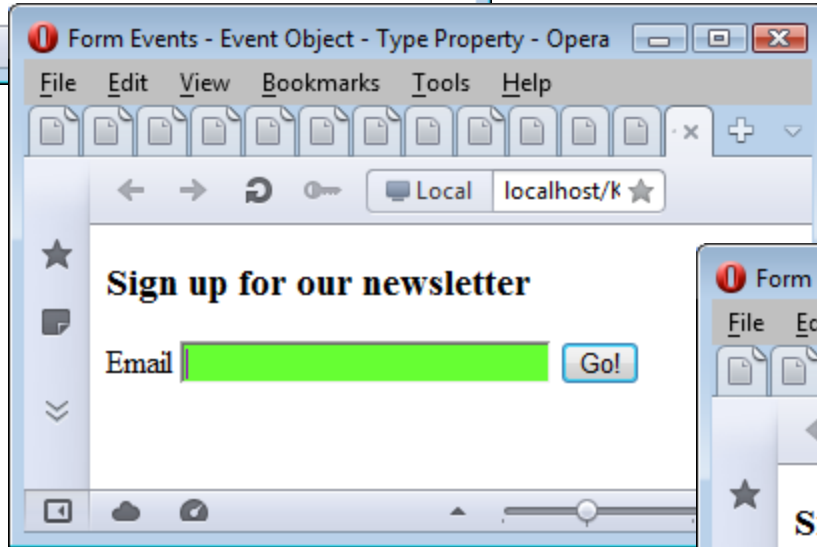 Form Events - Event Object - Type Property - Opera
File Edit View Bookmarks Tools Help
Local localhost/K
Sign up for our newsletter
Email Go!
Form
File